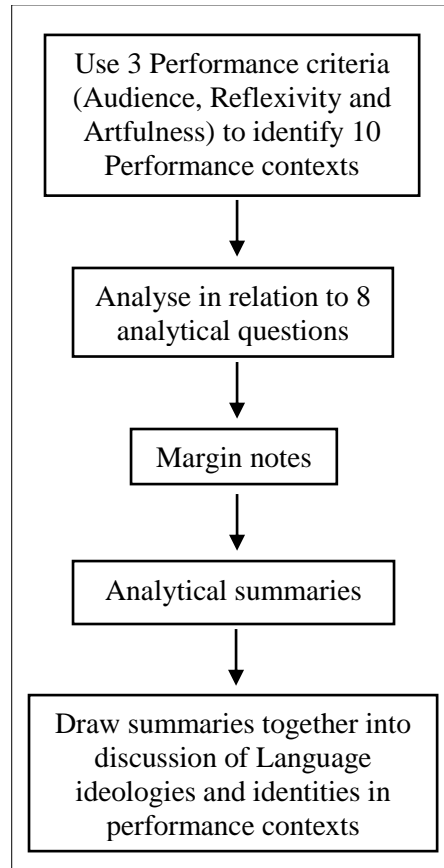 Use 3 Performance criteria
(Audience, Reflexivity and
Artfulness) to identify 10
Performance contexts
Analyse in relation to 8
analytical questions
Margin notes
Analytical summaries
Draw summaries together into
discussion of Language
ideologies and identities in
performance contexts